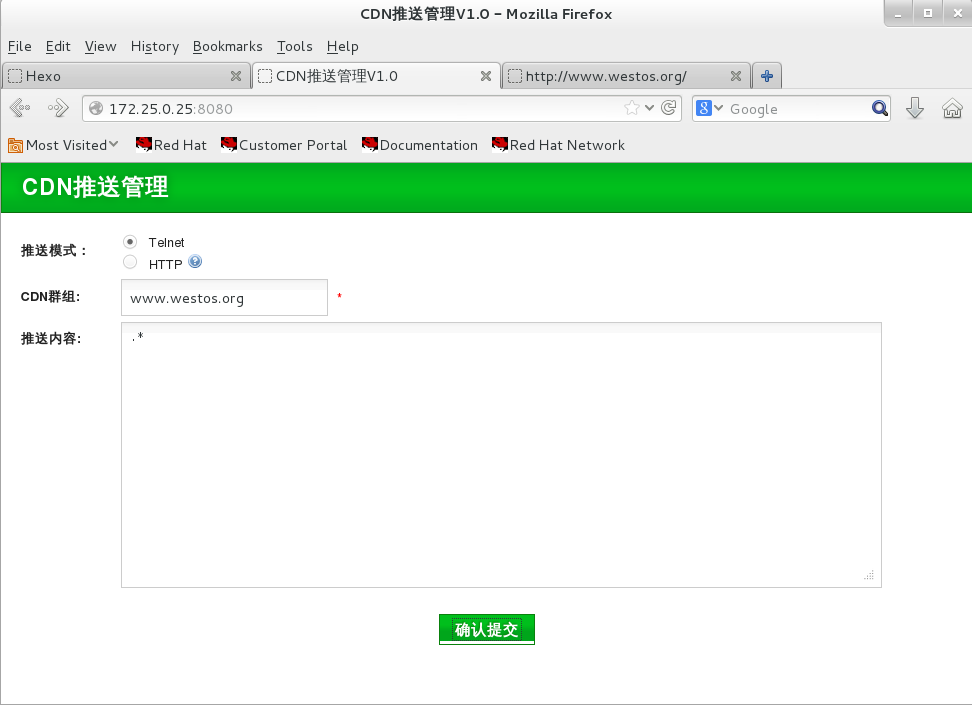 CDN推送管理V1.0 - Mozilla Firefox
File Edit View History Bookmarks Tools Help
Hexo CDN推送管理V1.0 http://www.westos.org/
172.25.0.25:8080 8 Google
Most Visited Red Hat Customer Portal Documentation Red Hat Network
CDN推送管理
推送模式： Telnet
HTTP ?
CDN群组: www.westos.org *
推送内容: .*
确认提交